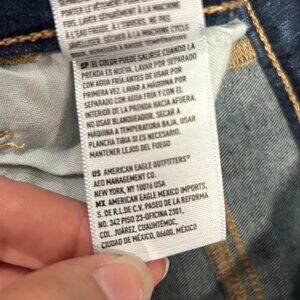 TIÈDE, LAVER À LA MACHINE
SP EL COLOR PUEDE SALIRSE CUANDO LA
PRENDA ES NUEVA, LAVAR POR SEPARADO
CON AGUA FRÍA ANTES DE USAR POR
PRIMERA VEZ. LAVAR A MÁQUINA POR
SEPARADO CON AGUA FRÍA Y CON EL
INTERIOR DE LA PRENDA HACIA AFUERA.
NO USAR BLANQUEADOR. SECAR A
MÁQUINA A TEMPERATURA BAJA. USAR
PLANCHA TIBIA SI ES NECESARIO.
MANTENER LEJOS DEL FUEGO
US AMERICAN EAGLE OUTFITTERS®
AEO MANAGEMENT CO.
NEW YORK, NY 10016 USA
MX AMERICAN EAGLE MEXICO IMPORTS,
S. DE R.L. DE C.V. PASEO DE LA REFORMA
NO. 342 PISO 23-OFICINA 2301,
COL. JUÁREZ, CUAUHTÉMOC,
CIUDAD DE MÉXICO, 06600, MÉXICO